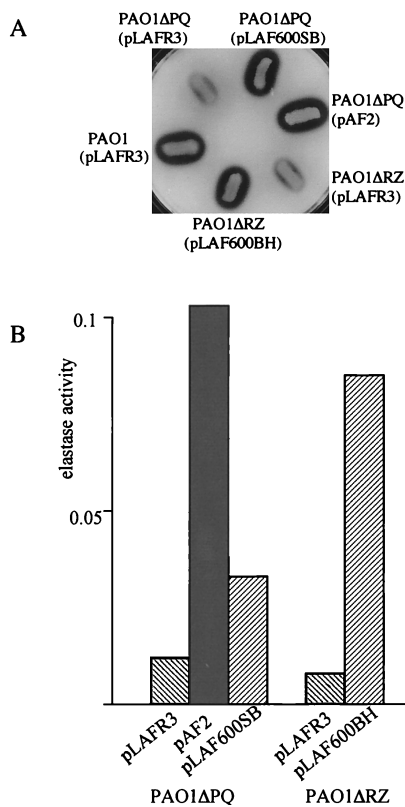 A
PAO1ΔPQ
(pLAFR3)
PAO1ΔPQ
(pLAF600SB)
PAO1ΔPQ
(pAF2)
PAO1
(pLAFR3)
PAO1ΔRZ
(pLAFR3)
PAO1ΔRZ
(pLAF600BH)
B
0.1
elastase activity
0.05
pLAFR3
pAF2
pLAF600SB
pLAFR3
pLAF600BH
PAO1ΔPQ
PAO1ΔRZ